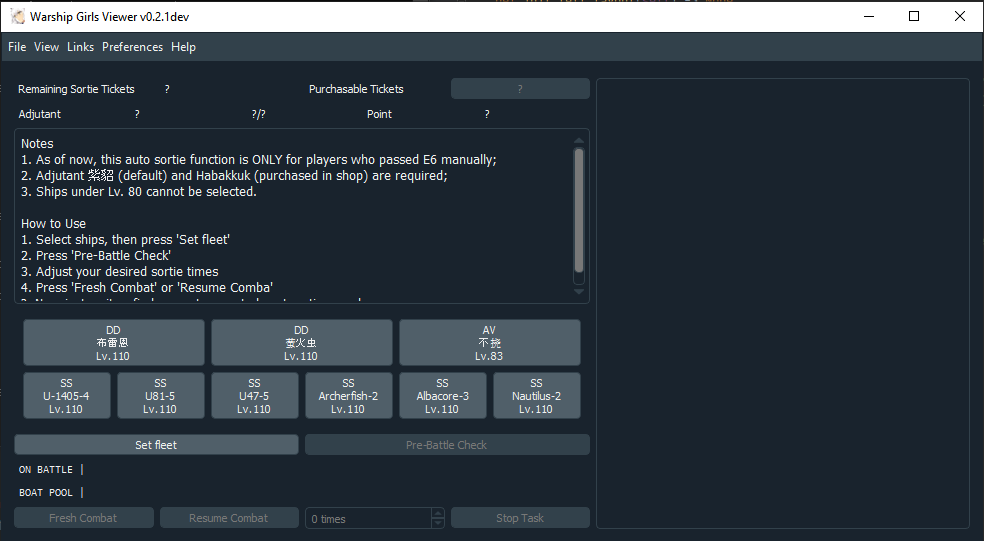 Warship Girls Viewer v0.2.1dev
File View Links Preferences Help
Remaining Sortie Tickets ? Purchasable Tickets ?
Adjutant ? ?/? Point ?
Notes
1. As of now, this auto sortie function is ONLY for players who passed E6 manually;
2. Adjutant 紫貂 (default) and Habakkuk (purchased in shop) are required;
3. Ships under Lv. 80 cannot be selected.
How to Use
1. Select ships, then press 'Set fleet'
2. Press 'Pre-Battle Check'
3. Adjust your desired sortie times
4. Press 'Fresh Combat' or 'Resume Comba'
DD
布雷恩
Lv.110
DD
萤火虫
Lv.110
AV
不挠
Lv.83
SS
U-1405-4
Lv.110
SS
U81-5
Lv.110
SS
U47-5
Lv.110
SS
Archerfish-2
Lv.110
SS
Albacore-3
Lv.110
SS
Nautilus-2
Lv.110
Set fleet Pre-Battle Check
ON BATTLE |
BOAT POOL |
Fresh Combat Resume Combat 0 times Stop Task